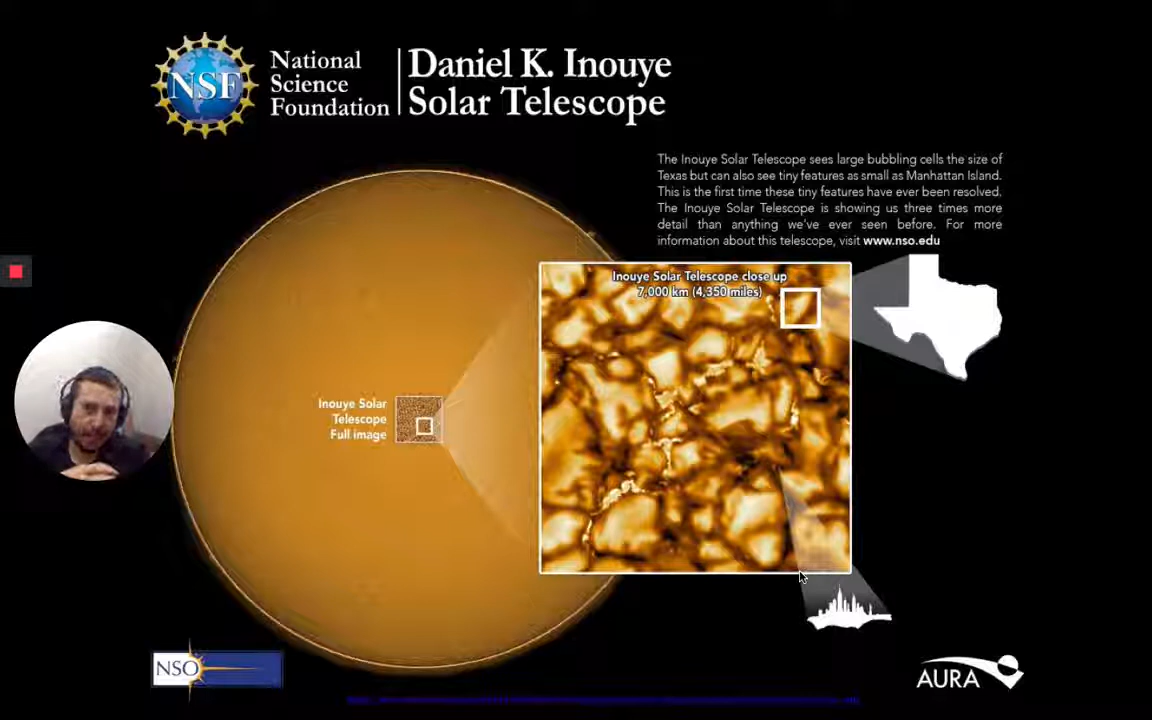 NSF
National
Science
Foundation
Daniel K. Inouye
Solar Telescope
The Inouye Solar Telescope sees large bubbling cells the size of
Texas but can also see tiny features as small as Manhattan Island.
This is the first time these tiny features have ever been resolved.
The Inouye Solar Telescope is showing us three times more
detail than anything we've ever seen before. For more
information about this telescope, visit www.nso.edu
Inouye Solar Telescope close up
7,000 km (4,350 miles)
Inouye Solar
Telescope
Full image
NSO
AURA